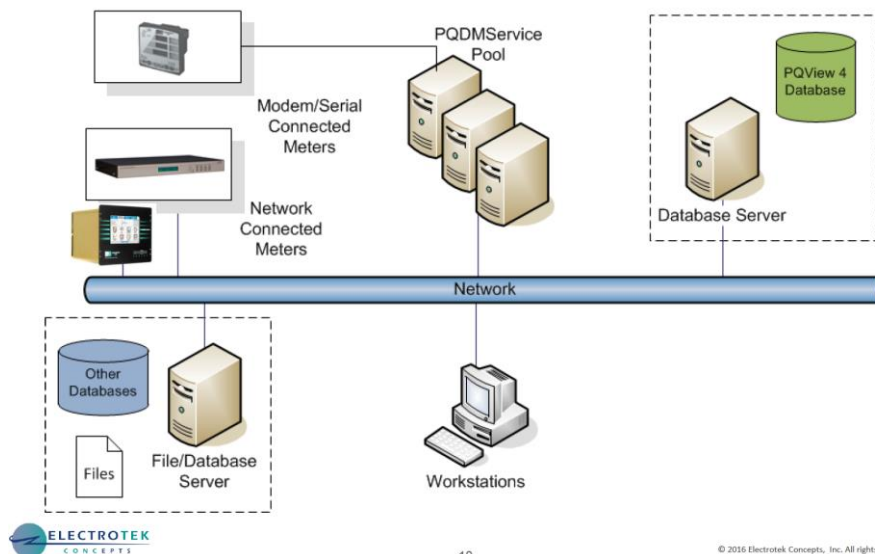 PQDMService
Pool
PQView 4
Database
Modem/Serial
Connected
Meters
Network
Connected
Meters
Database Server
Network
Other
Databases
Files
File/Database
Server
Workstations
ELECTROTEK
CONCEPTS
© 2016 Electrotek Concepts, Inc. All rights